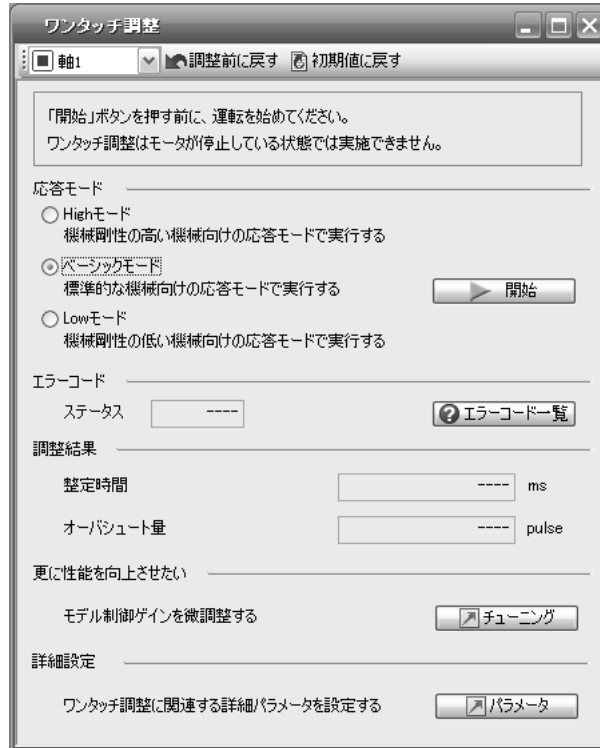 ワンタッチ調整
軸1 調整前に戻す 初期値に戻す
「開始」ボタンを押す前に、運転を始めてください。
ワンタッチ調整はモータが停止している状態では実施できません。
応答モード
Highモード
機械剛性の高い機械向けの応答モードで実行する
ベーシックモード
標準的な機械向けの応答モードで実行する
開始
Lowモード
機械剛性の低い機械向けの応答モードで実行する
エラーコード
ステータス ---- エラーコード一覧
調整結果
整定時間 ---- ms
オーバシュート量 ---- pulse
更に性能を向上させたい
モデル制御ゲインを微調整する チューニング
詳細設定
ワンタッチ調整に関連する詳細パラメータを設定する パラメータ